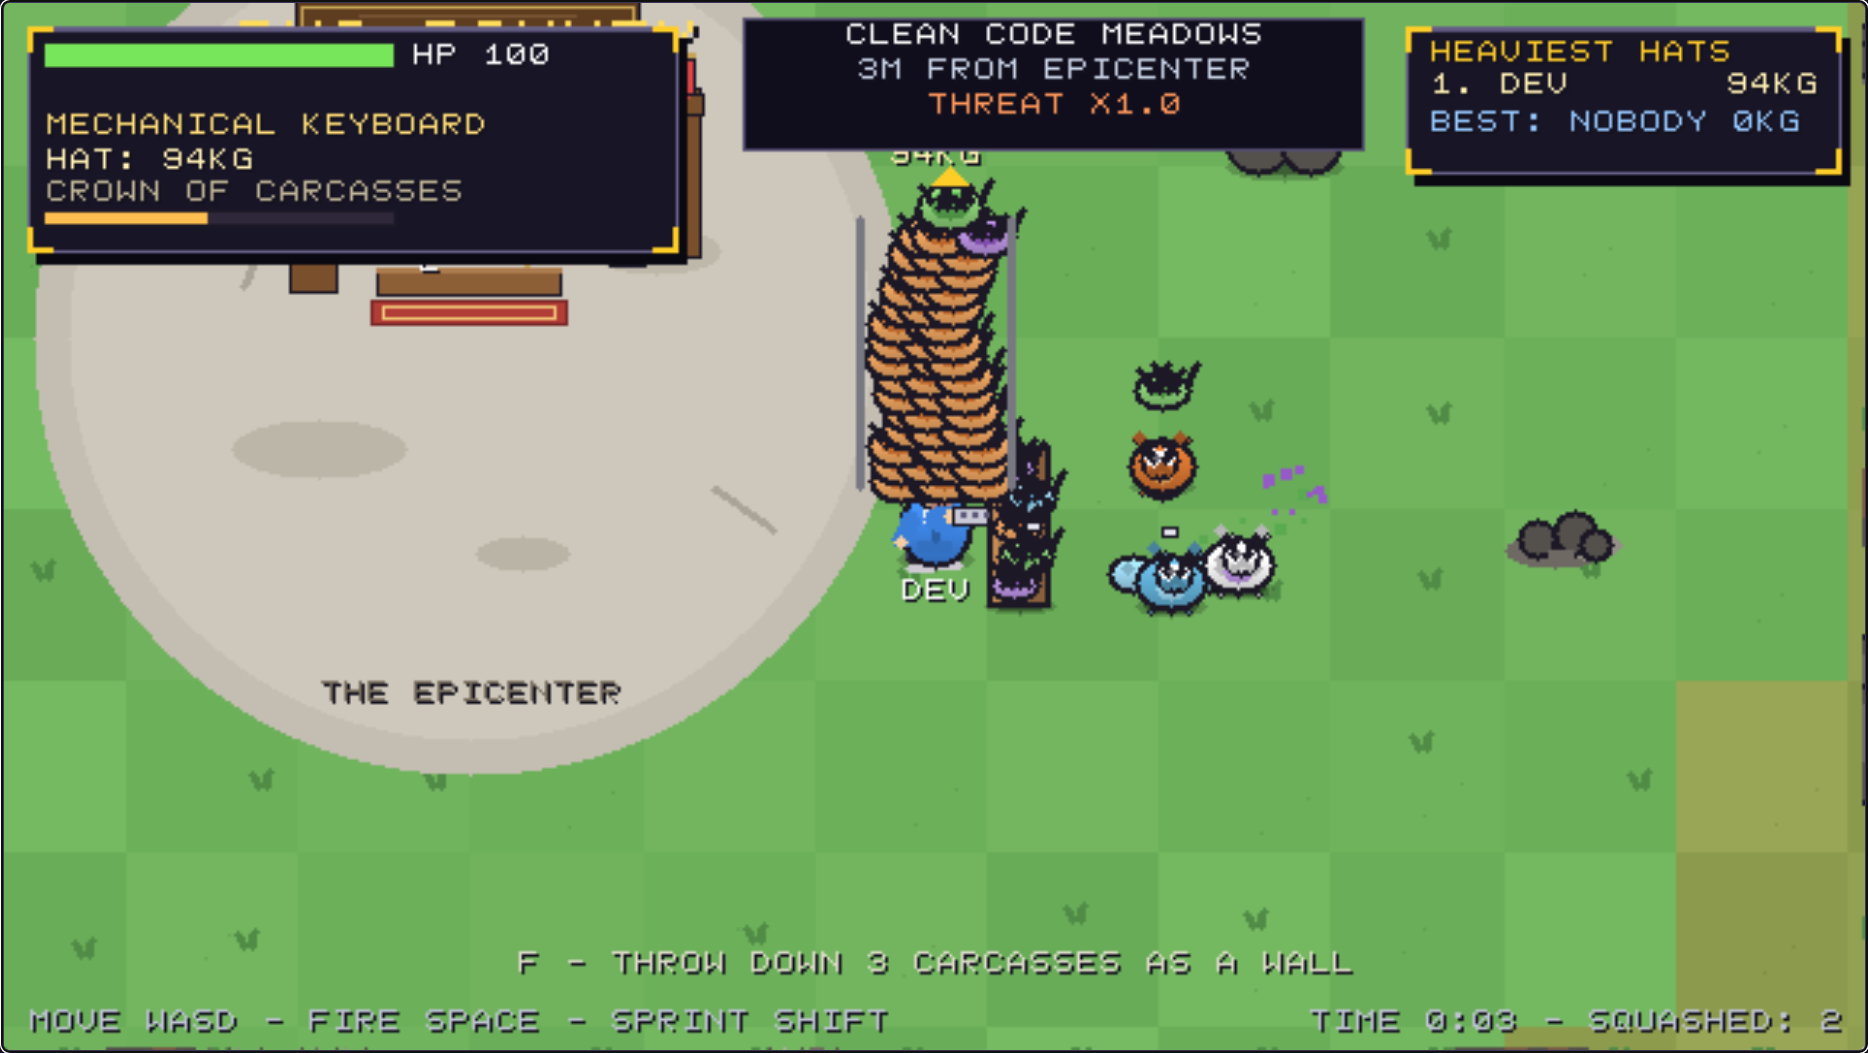 HP 100
MECHANICAL KEYBOARD
HAT: 94KG
CROWN OF CARCASSES
CLEAN CODE MEADOWS
3M FROM EPICENTER
THREAT X1.0
HEAVIEST HATS
1. DEV 94KG
BEST: NOBODY 0KG
94KG
DEV
THE EPICENTER
F - THROW DOWN 3 CARCASSES AS A WALL
MOVE WASD - FIRE SPACE - SPRINT SHIFT
TIME 0:03 - SQUASHED: 2